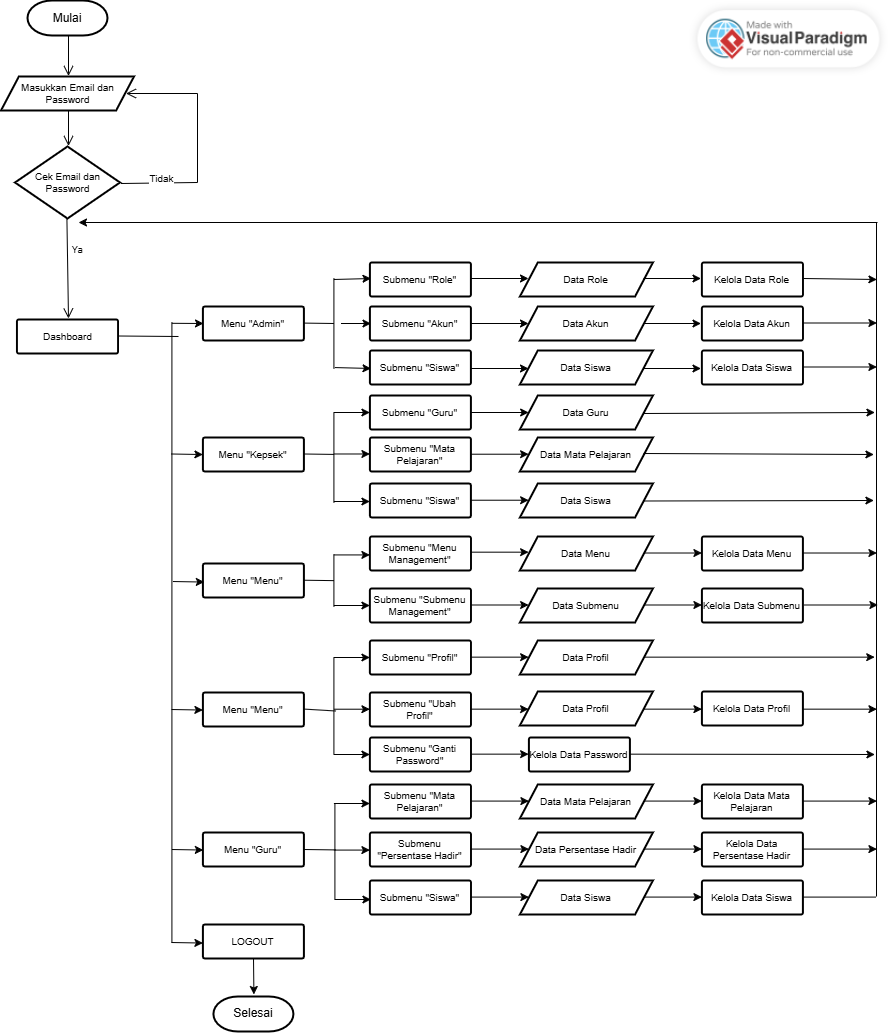 Mulai
Made with
Visual Paradigm
For non-commercial use
Masukkan Email dan
Password
Cek Email dan
Password
Tidak
Ya
Dashboard
Menu "Admin"
Submenu "Role"
Data Role
Kelola Data Role
Submenu "Akun"
Data Akun
Kelola Data Akun
Submenu "Siswa"
Data Siswa
Kelola Data Siswa
Menu "Kepsek"
Submenu "Guru"
Data Guru
Submenu "Mata
Pelajaran"
Data Mata Pelajaran
Submenu "Siswa"
Data Siswa
Menu "Menu"
Submenu "Menu
Management"
Data Menu
Kelola Data Menu
Submenu "Submenu
Management"
Data Submenu
Kelola Data Submenu
Menu "Menu"
Submenu "Profil"
Data Profil
Submenu "Ubah
Profil"
Data Profil
Kelola Data Profil
Submenu "Ganti
Password"
Kelola Data Password
Menu "Guru"
Submenu "Mata
Pelajaran"
Data Mata Pelajaran
Kelola Data Mata
Pelajaran
Submenu
"Persentase Hadir"
Data Persentase Hadir
Kelola Data
Persentase Hadir
Submenu "Siswa"
Data Siswa
Kelola Data Siswa
LOGOUT
Selesai